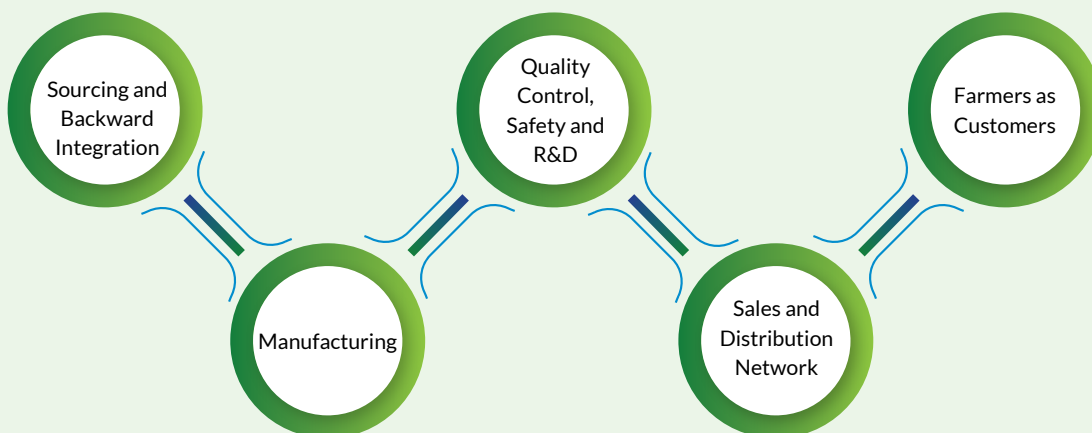 Sourcing and
Backward
Integration
Manufacturing
Quality
Control,
Safety and
R&D
Sales and
Distribution
Network
Farmers as
Customers